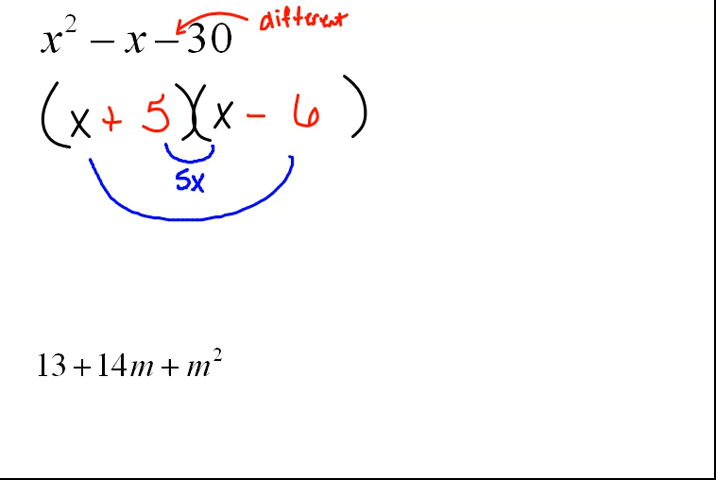 x² − x − 30 different
(x + 5)(x − 6)
5x
13 + 14m + m²